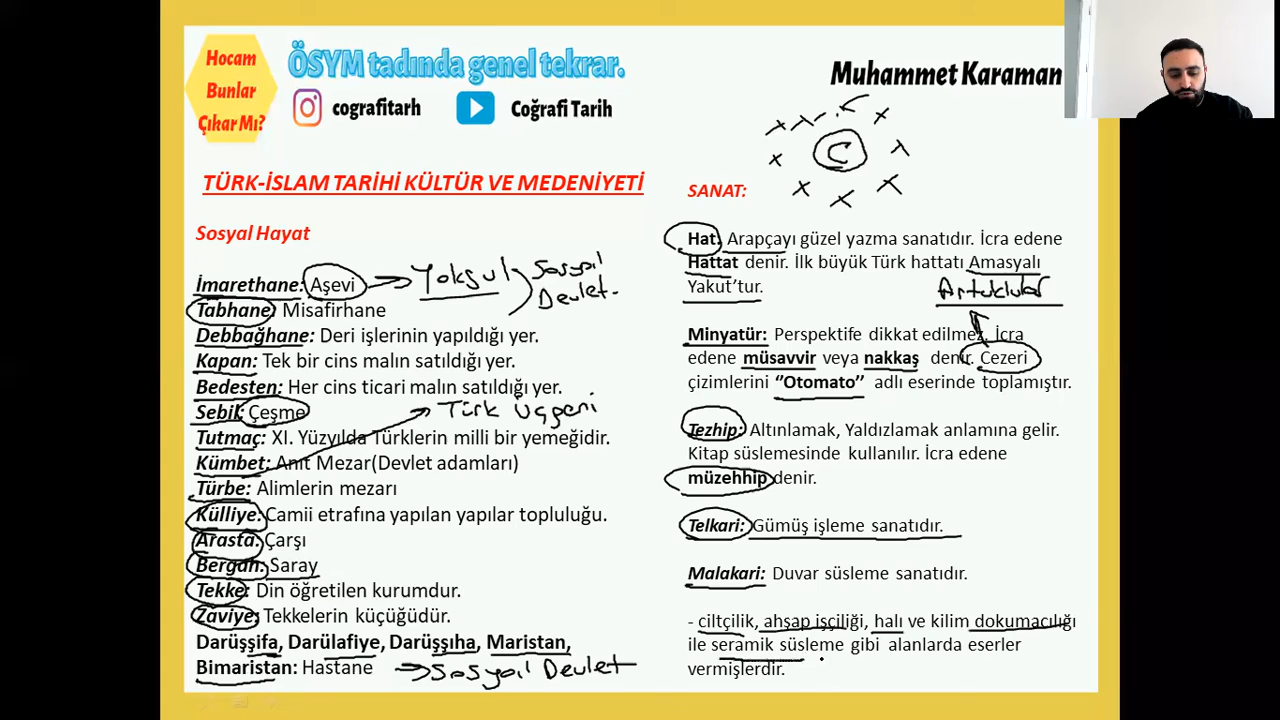 Hocam
Bunlar
Çıkar Mı?
ÖSYM tadında genel tekrar.
cografitarh
Coğrafi Tarih
Muhammet Karaman
C
TÜRK-İSLAM TARİHİ KÜLTÜR VE MEDENİYETİ
Sosyal Hayat
İmarethane: Aşevi → Yoksul Sosyal
Devlet
Tabhane: Misafirhane
Debbağhane: Deri işlerinin yapıldığı yer.
Kapan: Tek bir cins malın satıldığı yer.
Bedesten: Her cins ticari malın satıldığı yer.
Sebil: Çeşme
Türk Üçgeni
Tutmaç: XI. Yüzyılda Türklerin milli bir yemeğidir.
Kümbet: Anıt Mezar(Devlet adamları)
Türbe: Alimlerin mezarı
Külliye: Camii etrafına yapılan yapılar topluluğu.
Arasta: Çarşı
Bergah: Saray
Tekke: Din öğretilen kurumdur.
Zaviye: Tekkelerin küçüğüdür.
Darüşşifa, Darülafiye, Darüşşıha, Maristan,
Bimaristan: Hastane → Sosyal Devlet
SANAT:
Hat: Arapçayı güzel yazma sanatıdır. İcra edene
Hattat denir. İlk büyük Türk hattatı Amasyalı
Yakut’tur.
Artuklular
Minyatür: Perspektife dikkat edilmez. İcra
edene müsavvir veya nakkaş denir. Cezeri
çizimlerini ‘’Otomato’’ adlı eserinde toplamıştır.
Tezhip: Altınlamak, Yaldızlamak anlamına gelir.
Kitap süslemesinde kullanılır. İcra edene
müzehhip denir.
Telkari: Gümüş işleme sanatıdır.
Malakari: Duvar süsleme sanatıdır.
- ciltçilik, ahşap işçiliği, halı ve kilim dokumacılığı
ile seramik süsleme gibi alanlarda eserler
vermişlerdir.